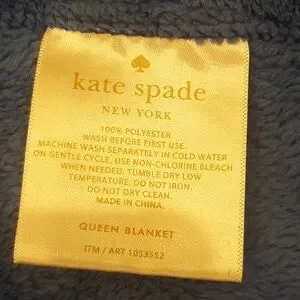 kate spade
NEW YORK
100% POLYESTER
WASH BEFORE FIRST USE.
MACHINE WASH SEPARATELY IN COLD WATER
ON GENTLE CYCLE, USE NON-CHLORINE BLEACH
WHEN NEEDED. TUMBLE DRY LOW
TEMPERATURE. DO NOT IRON.
DO NOT DRY CLEAN.
MADE IN CHINA.
QUEEN BLANKET
ITM / ART 1053552